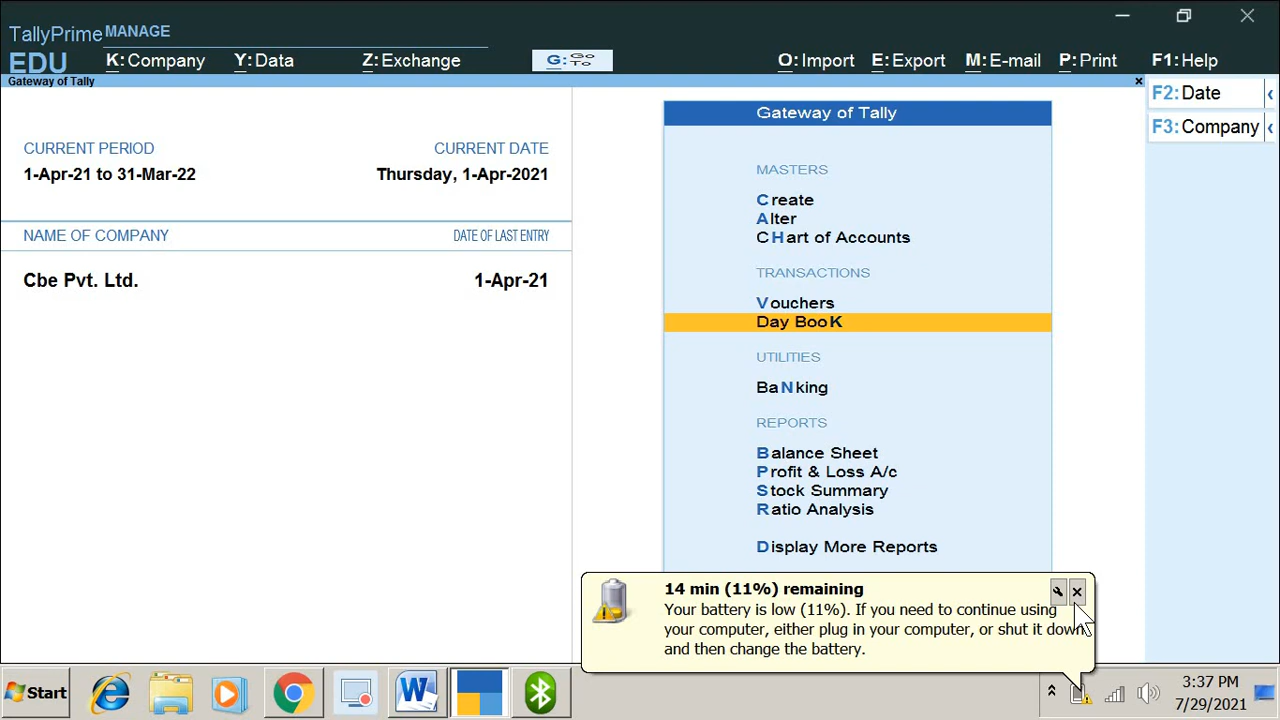 TallyPrime MANAGE
EDU
K:Company Y:Data Z:Exchange G:Go To O:Import E:Export M:E-mail P:Print F1:Help
Gateway of Tally
F2:Date
F3:Company
CURRENT PERIOD CURRENT DATE
1-Apr-21 to 31-Mar-22 Thursday, 1-Apr-2021
NAME OF COMPANY DATE OF LAST ENTRY
Cbe Pvt. Ltd. 1-Apr-21
Gateway of Tally
MASTERS
Create
Alter
CHart of Accounts
TRANSACTIONS
Vouchers
Day BooK
UTILITIES
BaNking
REPORTS
Balance Sheet
Profit & Loss A/c
Stock Summary
Ratio Analysis
Display More Reports
14 min (11%) remaining
Your battery is low (11%). If you need to continue using
your computer, either plug in your computer, or shut it down
and then change the battery.
Start
3:37 PM
7/29/2021